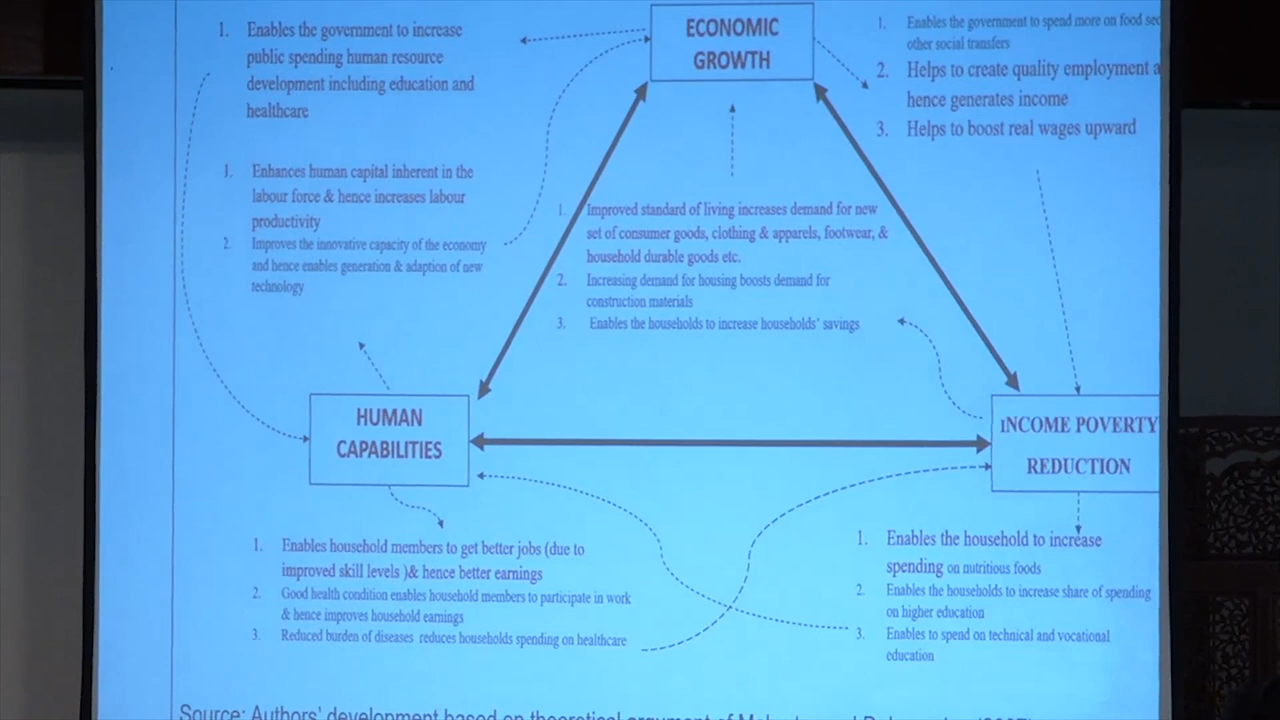 1. Enables the government to increase
public spending human resource
development including education and
healthcare
ECONOMIC
GROWTH
1. Enables the government to spend more on food sec
other social transfers
2. Helps to create quality employment a
hence generates income
3. Helps to boost real wages upward
1. Enhances human capital inherent in the
labour force & hence increases labour
productivity
2. Improves the innovative capacity of the economy
and hence enables generation & adaption of new
technology
1. Improved standard of living increases demand for new
set of consumer goods, clothing & apparels, footwear, &
household durable goods etc.
2. Increasing demand for housing boosts demand for
construction materials
3. Enables the households to increase households' savings
HUMAN
CAPABILITIES
INCOME POVERTY
REDUCTION
1. Enables household members to get better jobs (due to
improved skill levels )& hence better earnings
2. Good health condition enables household members to participate in work
& hence improves household earnings
3. Reduced burden of diseases reduces households spending on healthcare
1. Enables the household to increase
spending on nutritious foods
2. Enables the households to increase share of spending
on higher education
3. Enables to spend on technical and vocational
education
Source: Authors' development based on theoretical argument of